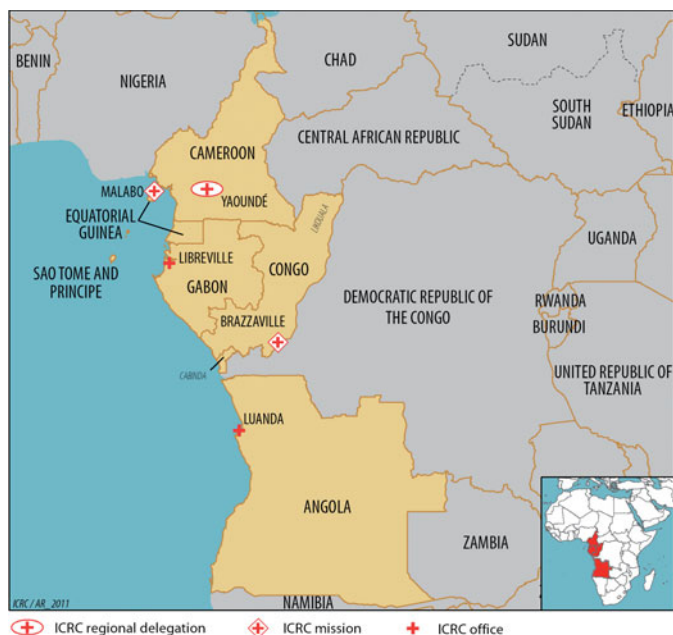 BENIN
NIGERIA
CHAD
SUDAN
SOUTH
SUDAN
ETHIOPIA
CENTRAL AFRICAN REPUBLIC
CAMEROON
MALABO
YAOUNDÉ
EQUATORIAL
GUINEA
LIKOUALA
UGANDA
LIBREVILLE
CONGO
SAO TOME AND
PRINCIPE
GABON
DEMOCRATIC REPUBLIC OF
THE CONGO
RWANDA
BURUNDI
BRAZZAVILLE
CABINDA
UNITED REPUBLIC OF
TANZANIA
LUANDA
ANGOLA
ZAMBIA
NAMIBIA
ICRC / AR_2011
ICRC regional delegation
ICRC mission
ICRC office